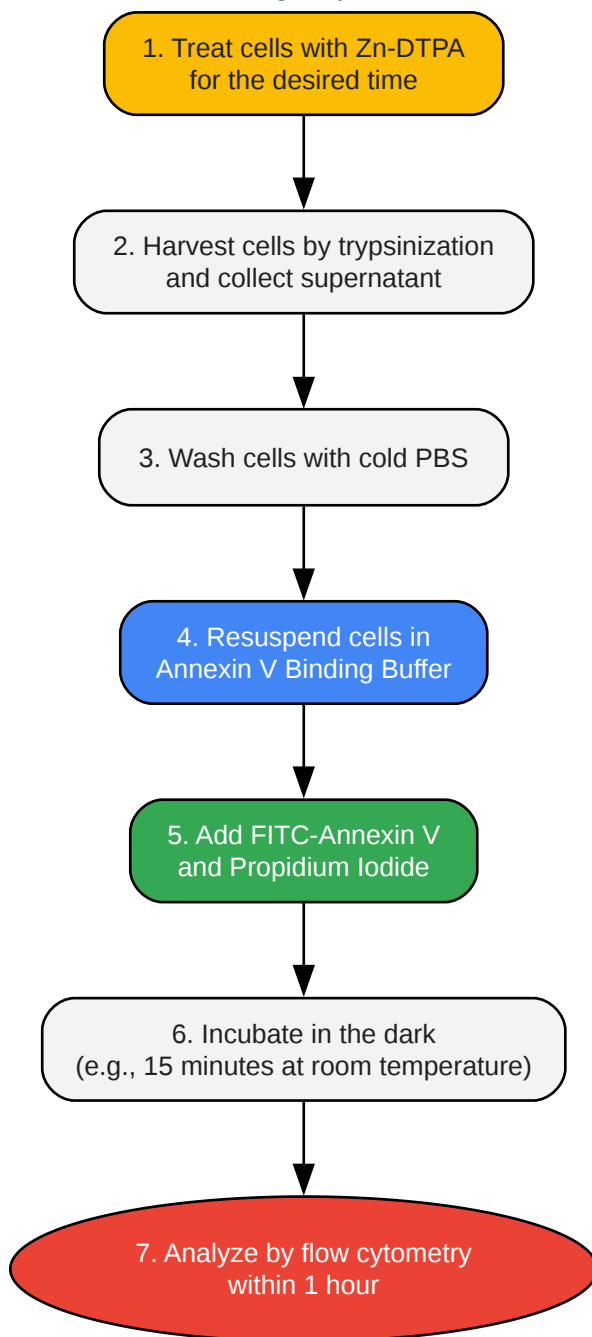 1. Treat cells with Zn-DTPA
for the desired time
2. Harvest cells by trypsinization
and collect supernatant
3. Wash cells with cold PBS
4. Resuspend cells in
Annexin V Binding Buffer
5. Add FITC-Annexin V
and Propidium Iodide
6. Incubate in the dark
(e.g., 15 minutes at room temperature)
7. Analyze by flow cytometry
within 1 hour